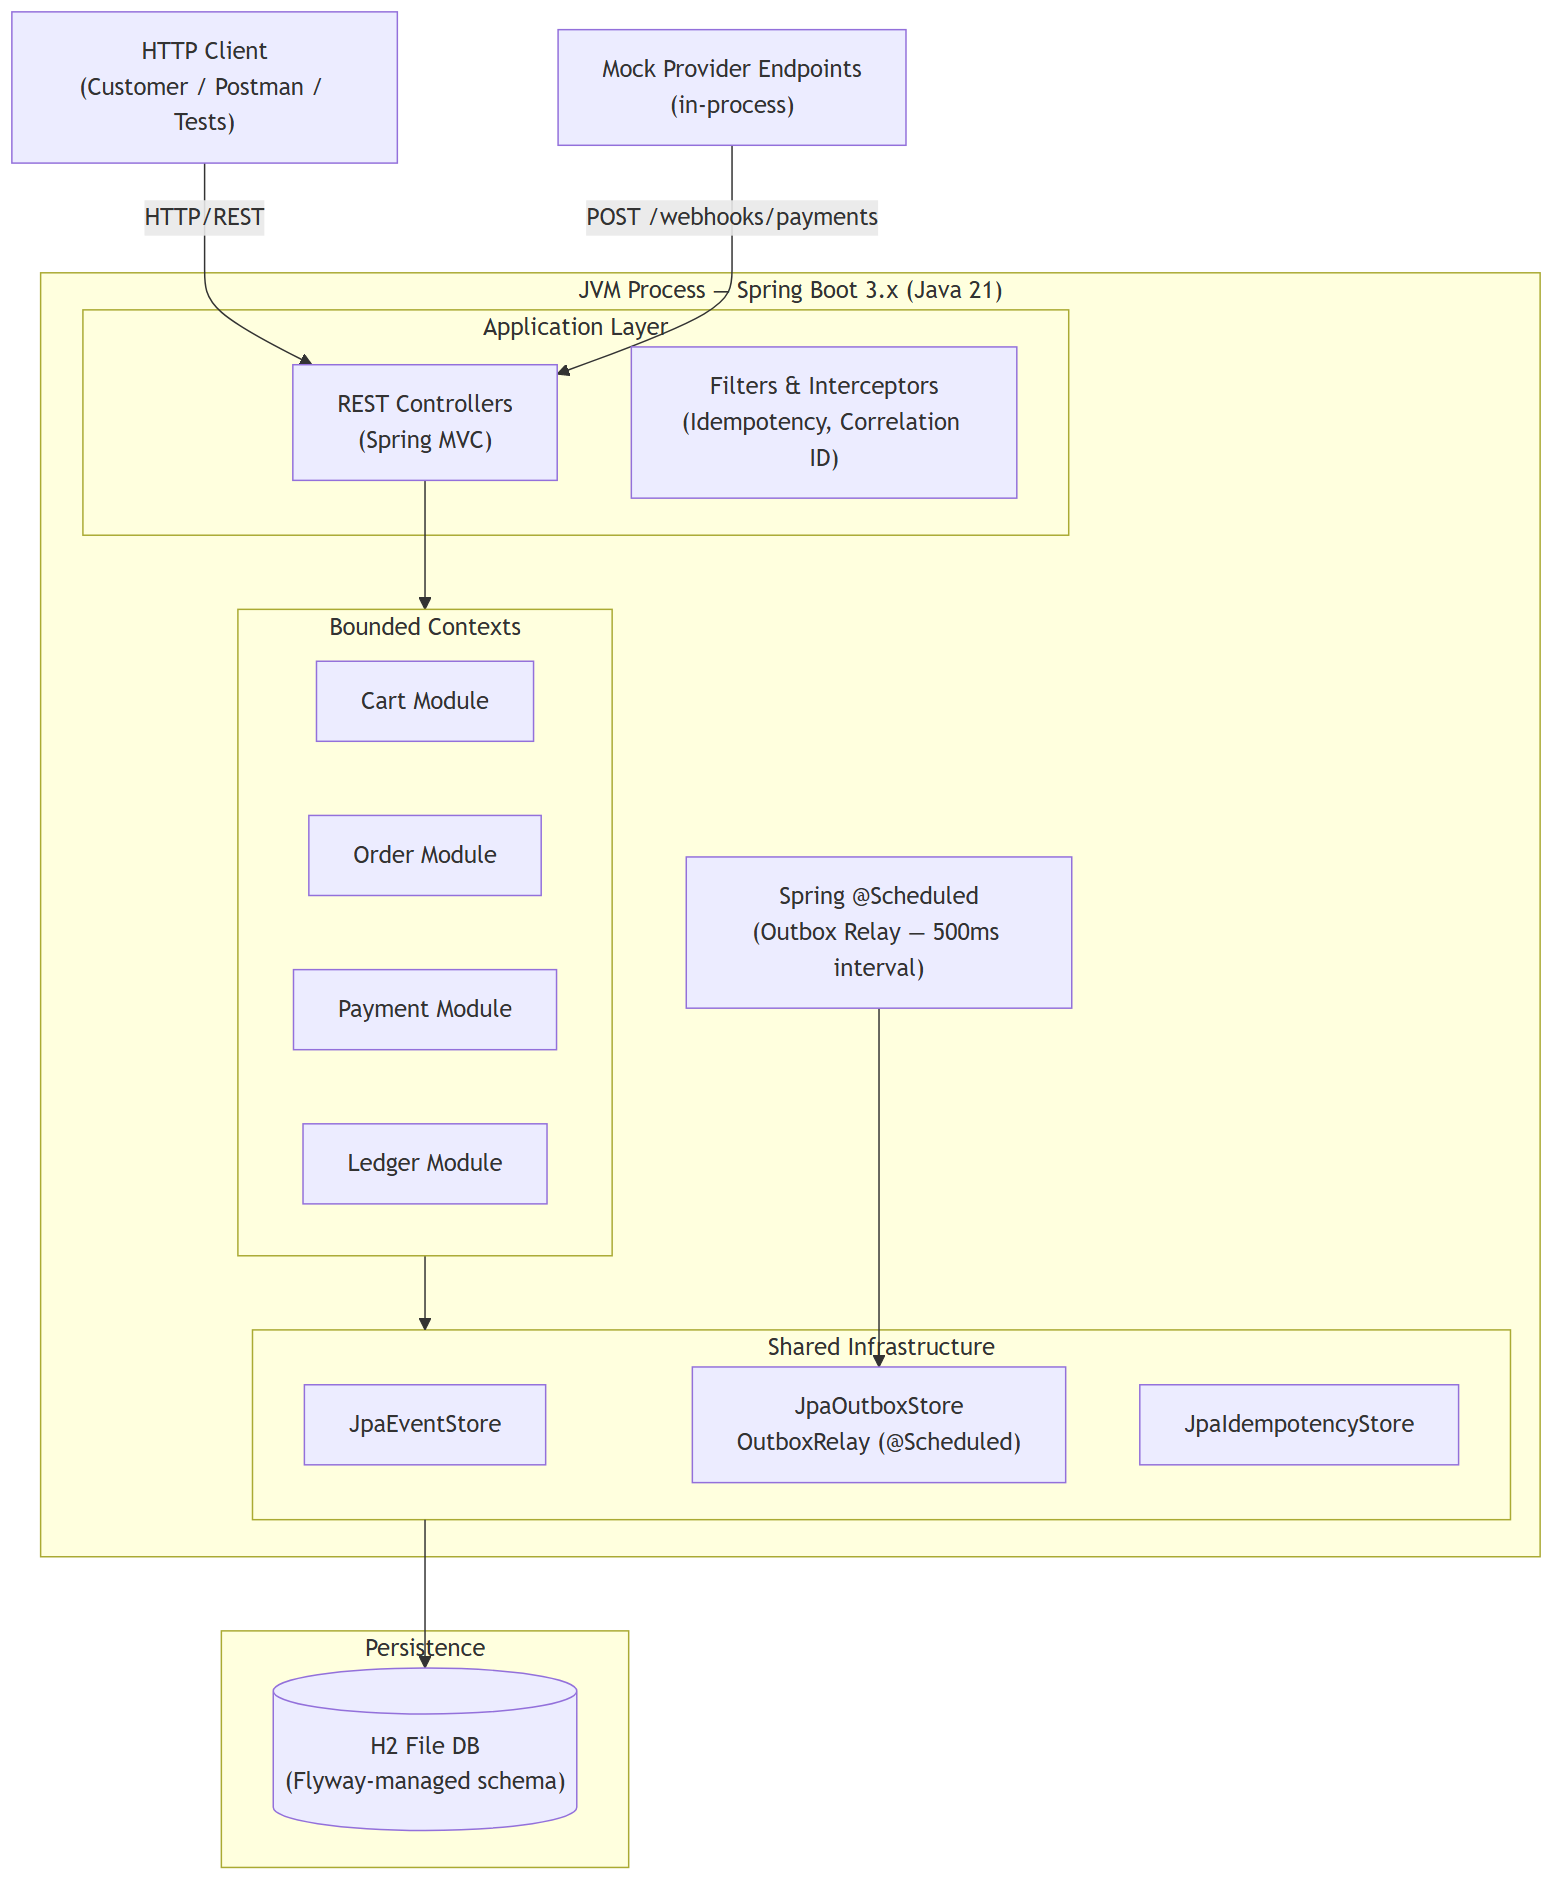 HTTP Client
(Customer / Postman /
Tests)
Mock Provider Endpoints
(in-process)
HTTP/REST
POST /webhooks/payments
JVM Process — Spring Boot 3.x (Java 21)
Application Layer
REST Controllers
(Spring MVC)
Filters & Interceptors
(Idempotency, Correlation
ID)
Bounded Contexts
Cart Module
Order Module
Payment Module
Ledger Module
Spring @Scheduled
(Outbox Relay — 500ms
interval)
Shared Infrastructure
JpaEventStore
JpaOutboxStore
OutboxRelay (@Scheduled)
JpaIdempotencyStore
Persistence
H2 File DB
(Flyway-managed schema)